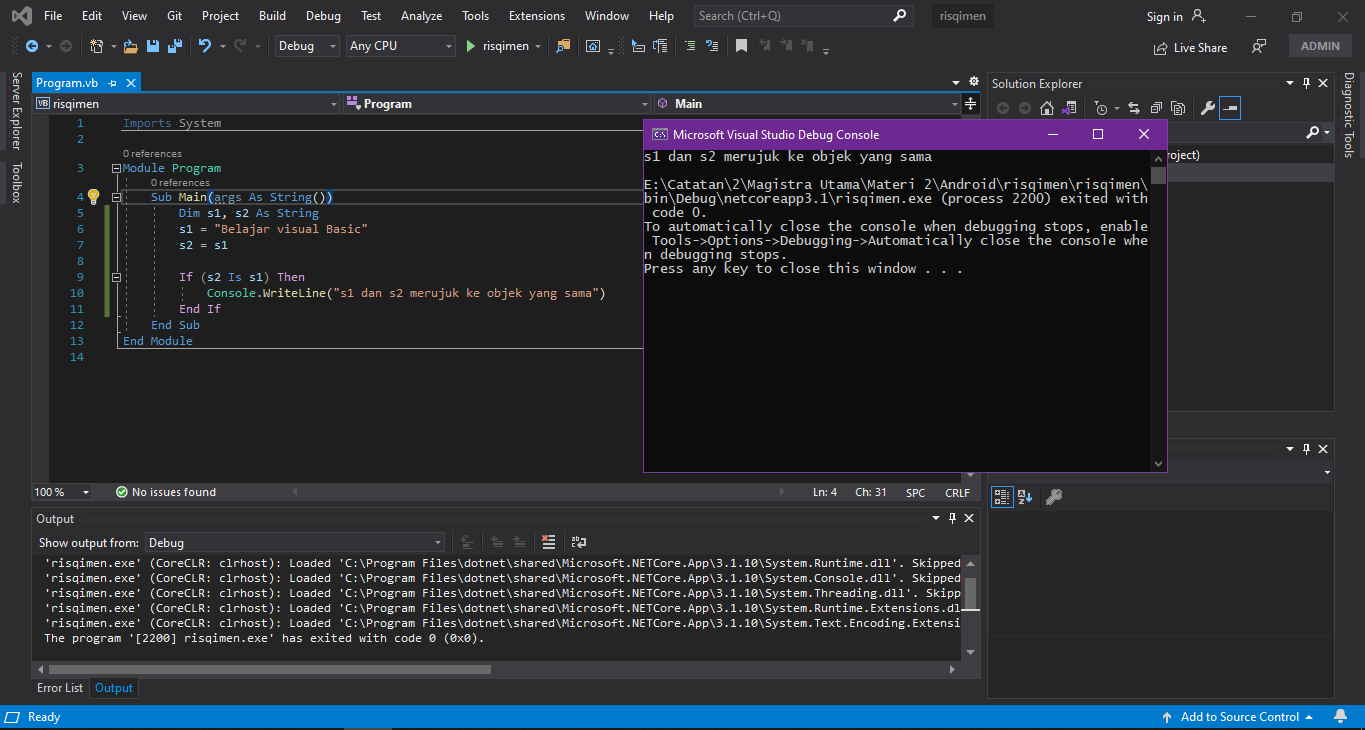 File Edit View Git Project Build Debug Test Analyze Tools Extensions Window Help Search (Ctrl+Q) risqimen Sign in
Debug Any CPU risqimen Live Share ADMIN
Server Explorer
Toolbox
Program.vb
VB risqimen Program Main
1 Imports System
2
0 references
3 Module Program
0 references
4 Sub Main(args As String())
5 Dim s1, s2 As String
6 s1 = "Belajar visual Basic"
7 s2 = s1
8
9 If (s2 Is s1) Then
10 Console.WriteLine("s1 dan s2 merujuk ke objek yang sama")
11 End If
12 End Sub
13 End Module
14
Microsoft Visual Studio Debug Console
s1 dan s2 merujuk ke objek yang sama
E:\Catatan\2\Magistra Utama\Materi 2\Android\risqimen\risqimen\
bin\Debug\netcoreapp3.1\risqimen.exe (process 2200) exited with
code 0.
To automatically close the console when debugging stops, enable
Tools->Options->Debugging->Automatically close the console whe
n debugging stops.
Press any key to close this window . . .
Solution Explorer
roject)
Diagnostic Tools
100 % No issues found Ln: 4 Ch: 31 SPC CRLF
Output
Show output from: Debug
'risqimen.exe' (CoreCLR: clrhost): Loaded 'C:\Program Files\dotnet\shared\Microsoft.NETCore.App\3.1.10\System.Runtime.dll'. Skipped
'risqimen.exe' (CoreCLR: clrhost): Loaded 'C:\Program Files\dotnet\shared\Microsoft.NETCore.App\3.1.10\System.Console.dll'. Skipped
'risqimen.exe' (CoreCLR: clrhost): Loaded 'C:\Program Files\dotnet\shared\Microsoft.NETCore.App\3.1.10\System.Threading.dll'. Skipp
'risqimen.exe' (CoreCLR: clrhost): Loaded 'C:\Program Files\dotnet\shared\Microsoft.NETCore.App\3.1.10\System.Runtime.Extensions.dl
'risqimen.exe' (CoreCLR: clrhost): Loaded 'C:\Program Files\dotnet\shared\Microsoft.NETCore.App\3.1.10\System.Text.Encoding.Extensi
The program '[2200] risqimen.exe' has exited with code 0 (0x0).
Error List Output
Ready Add to Source Control